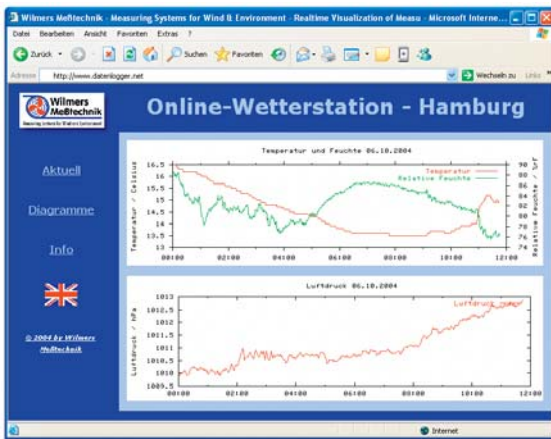 Wilmers Meßtechnik - Measuring Systems for Wind & Environment - Realtime Visualization of Measu - Microsoft Interne...
Datei Bearbeiten Ansicht Favoriten Extras ?
Zurück Suchen Favoriten
Adresse http://www.datenlogger.net Wechseln zu Links
Wilmers
Meßtechnik
Measuring Systems for Wind and Environment
Online-Wetterstation - Hamburg
Aktuell
Diagramme
Info
© 2004 by Wilmers
Meßtechnik
Temperatur und Feuchte 06.10.2004
Temperatur
Relative Feuchte
Temperatur / Celsius
16.5
16
15.5
15
14.5
14
13.5
13
90
88
86
84
82
80
78
76
74
Relative Feuchte / %rF
00:00 02:00 04:00 06:00 08:00 10:00 12:00
Luftdruck 06.10.2004
Luftdruck
Luftdruck / hPa
1013
1012.5
1012
1011.5
1011
1010.5
1010
1009.5
00:00 02:00 04:00 06:00 08:00 10:00 12:00
Internet